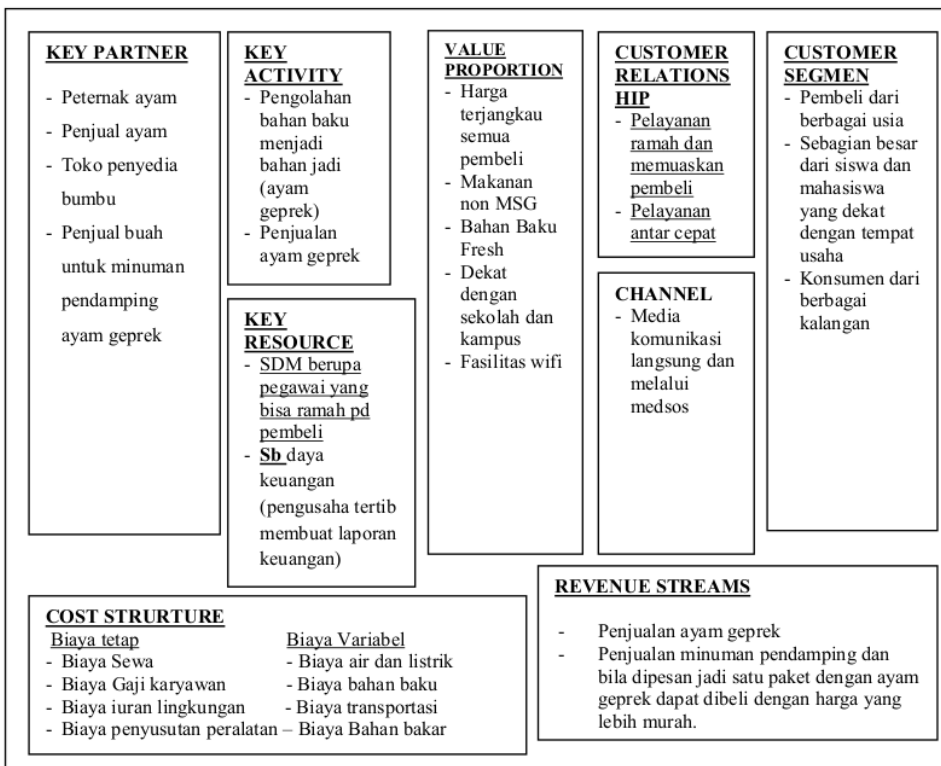 KEY PARTNER
- Peternak ayam
- Penjual ayam
- Toko penyedia
bumbu
- Penjual buah
untuk minuman
pendamping
ayam geprek
KEY
ACTIVITY
- Pengolahan
bahan baku
menjadi
bahan jadi
(ayam
geprek)
- Penjualan
ayam geprek
KEY
RESOURCE
- SDM berupa
pegawai yang
bisa ramah pd
pembeli
- Sb daya
keuangan
(pengusaha tertib
membuat laporan
keuangan)
VALUE
PROPORTION
- Harga
terjangkau
semua
pembeli
- Makanan
non MSG
- Bahan Baku
Fresh
- Dekat
dengan
sekolah dan
kampus
- Fasilitas wifi
CUSTOMER
RELATIONS
HIP
- Pelayanan
ramah dan
memuaskan
pembeli
- Pelayanan
antar cepat
CHANNEL
- Media
komunikasi
langsung dan
melalui
medsos
CUSTOMER
SEGMEN
- Pembeli dari
berbagai usia
- Sebagian besar
dari siswa dan
mahasiswa
yang dekat
dengan tempat
usaha
- Konsumen dari
berbagai
kalangan
COST STRURTURE
Biaya tetap Biaya Variabel
- Biaya Sewa - Biaya air dan listrik
- Biaya Gaji karyawan - Biaya bahan baku
- Biaya iuran lingkungan - Biaya transportasi
- Biaya penyusutan peralatan – Biaya Bahan bakar
REVENUE STREAMS
- Penjualan ayam geprek
- Penjualan minuman pendamping dan
bila dipesan jadi satu paket dengan ayam
geprek dapat dibeli dengan harga yang
lebih murah.